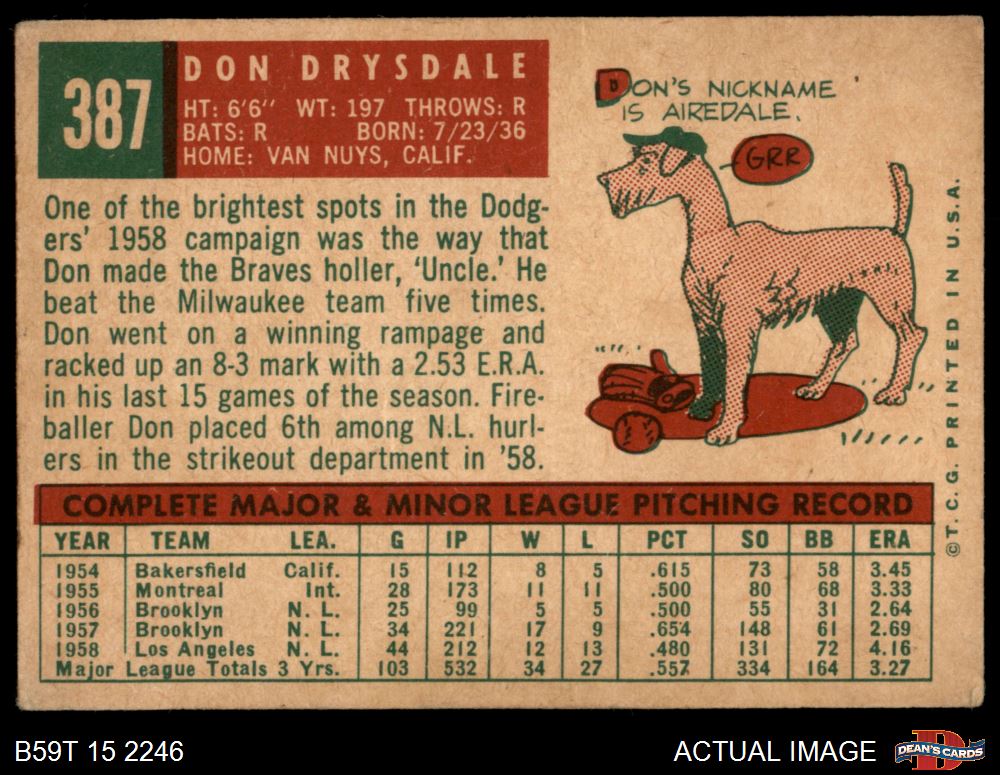 387
DON DRYSDALE
HT: 6'6" WT: 197 THROWS: R
BATS: R BORN: 7/23/36
HOME: VAN NUYS, CALIF.
One of the brightest spots in the Dodg-
ers' 1958 campaign was the way that
Don made the Braves holler, 'Uncle.' He
beat the Milwaukee team five times.
Don went on a winning rampage and
racked up an 8-3 mark with a 2.53 E.R.A.
in his last 15 games of the season. Fire-
baller Don placed 6th among N.L. hurl-
ers in the strikeout department in '58.
DON'S NICKNAME
IS AIREDALE.
GRR
© T.C.G. PRINTED IN U.S.A.
COMPLETE MAJOR & MINOR LEAGUE PITCHING RECORD
YEAR TEAM LEA. G IP W L PCT SO BB ERA
1954 Bakersfield Calif. 15 112 8 5 .615 73 58 3.45
1955 Montreal Int. 28 173 11 11 .500 80 68 3.33
1956 Brooklyn N. L. 25 99 5 5 .500 55 31 2.64
1957 Brooklyn N. L. 34 221 17 9 .654 148 61 2.69
1958 Los Angeles N. L. 44 212 12 13 .480 131 72 4.16
Major League Totals 3 Yrs. 103 532 34 27 .557 334 164 3.27
B59T 15 2246
ACTUAL IMAGE
D
DEAN'S CARDS